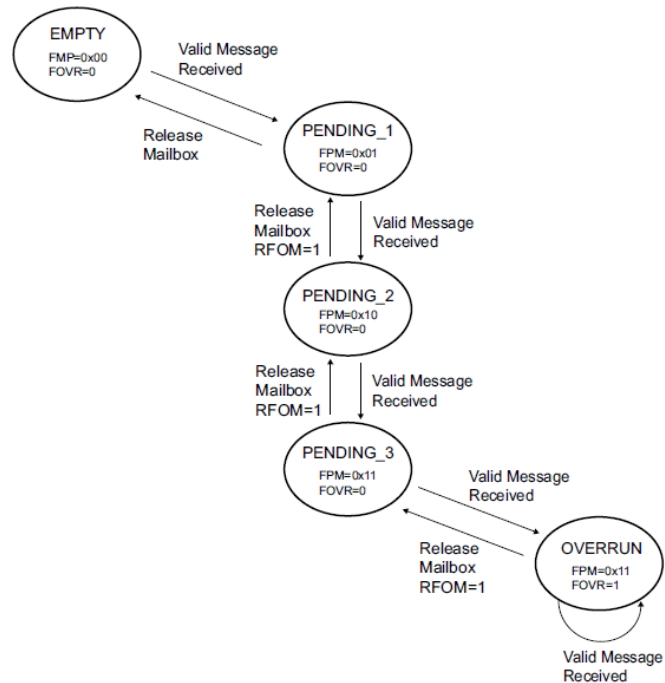 EMPTY
FMP=0x00
FOVR=0
Valid Message
Received
Release
Mailbox
PENDING_1
FPM=0x01
FOVR=0
Release
Mailbox
RFOM=1
Valid Message
Received
PENDING_2
FPM=0x10
FOVR=0
Release
Mailbox
RFOM=1
Valid Message
Received
PENDING_3
FPM=0x11
FOVR=0
Valid Message
Received
Release
Mailbox
RFOM=1
OVERRUN
FPM=0x11
FOVR=1
Valid Message
Received